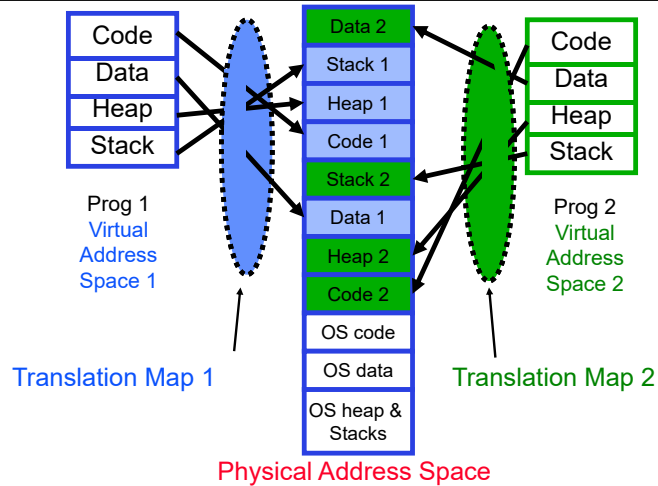 Code
Data
Heap
Stack
Prog 1
Virtual
Address
Space 1
Translation Map 1
Data 2
Stack 1
Heap 1
Code 1
Stack 2
Data 1
Heap 2
Code 2
OS code
OS data
OS heap &
Stacks
Physical Address Space
Code
Data
Heap
Stack
Prog 2
Virtual
Address
Space 2
Translation Map 2